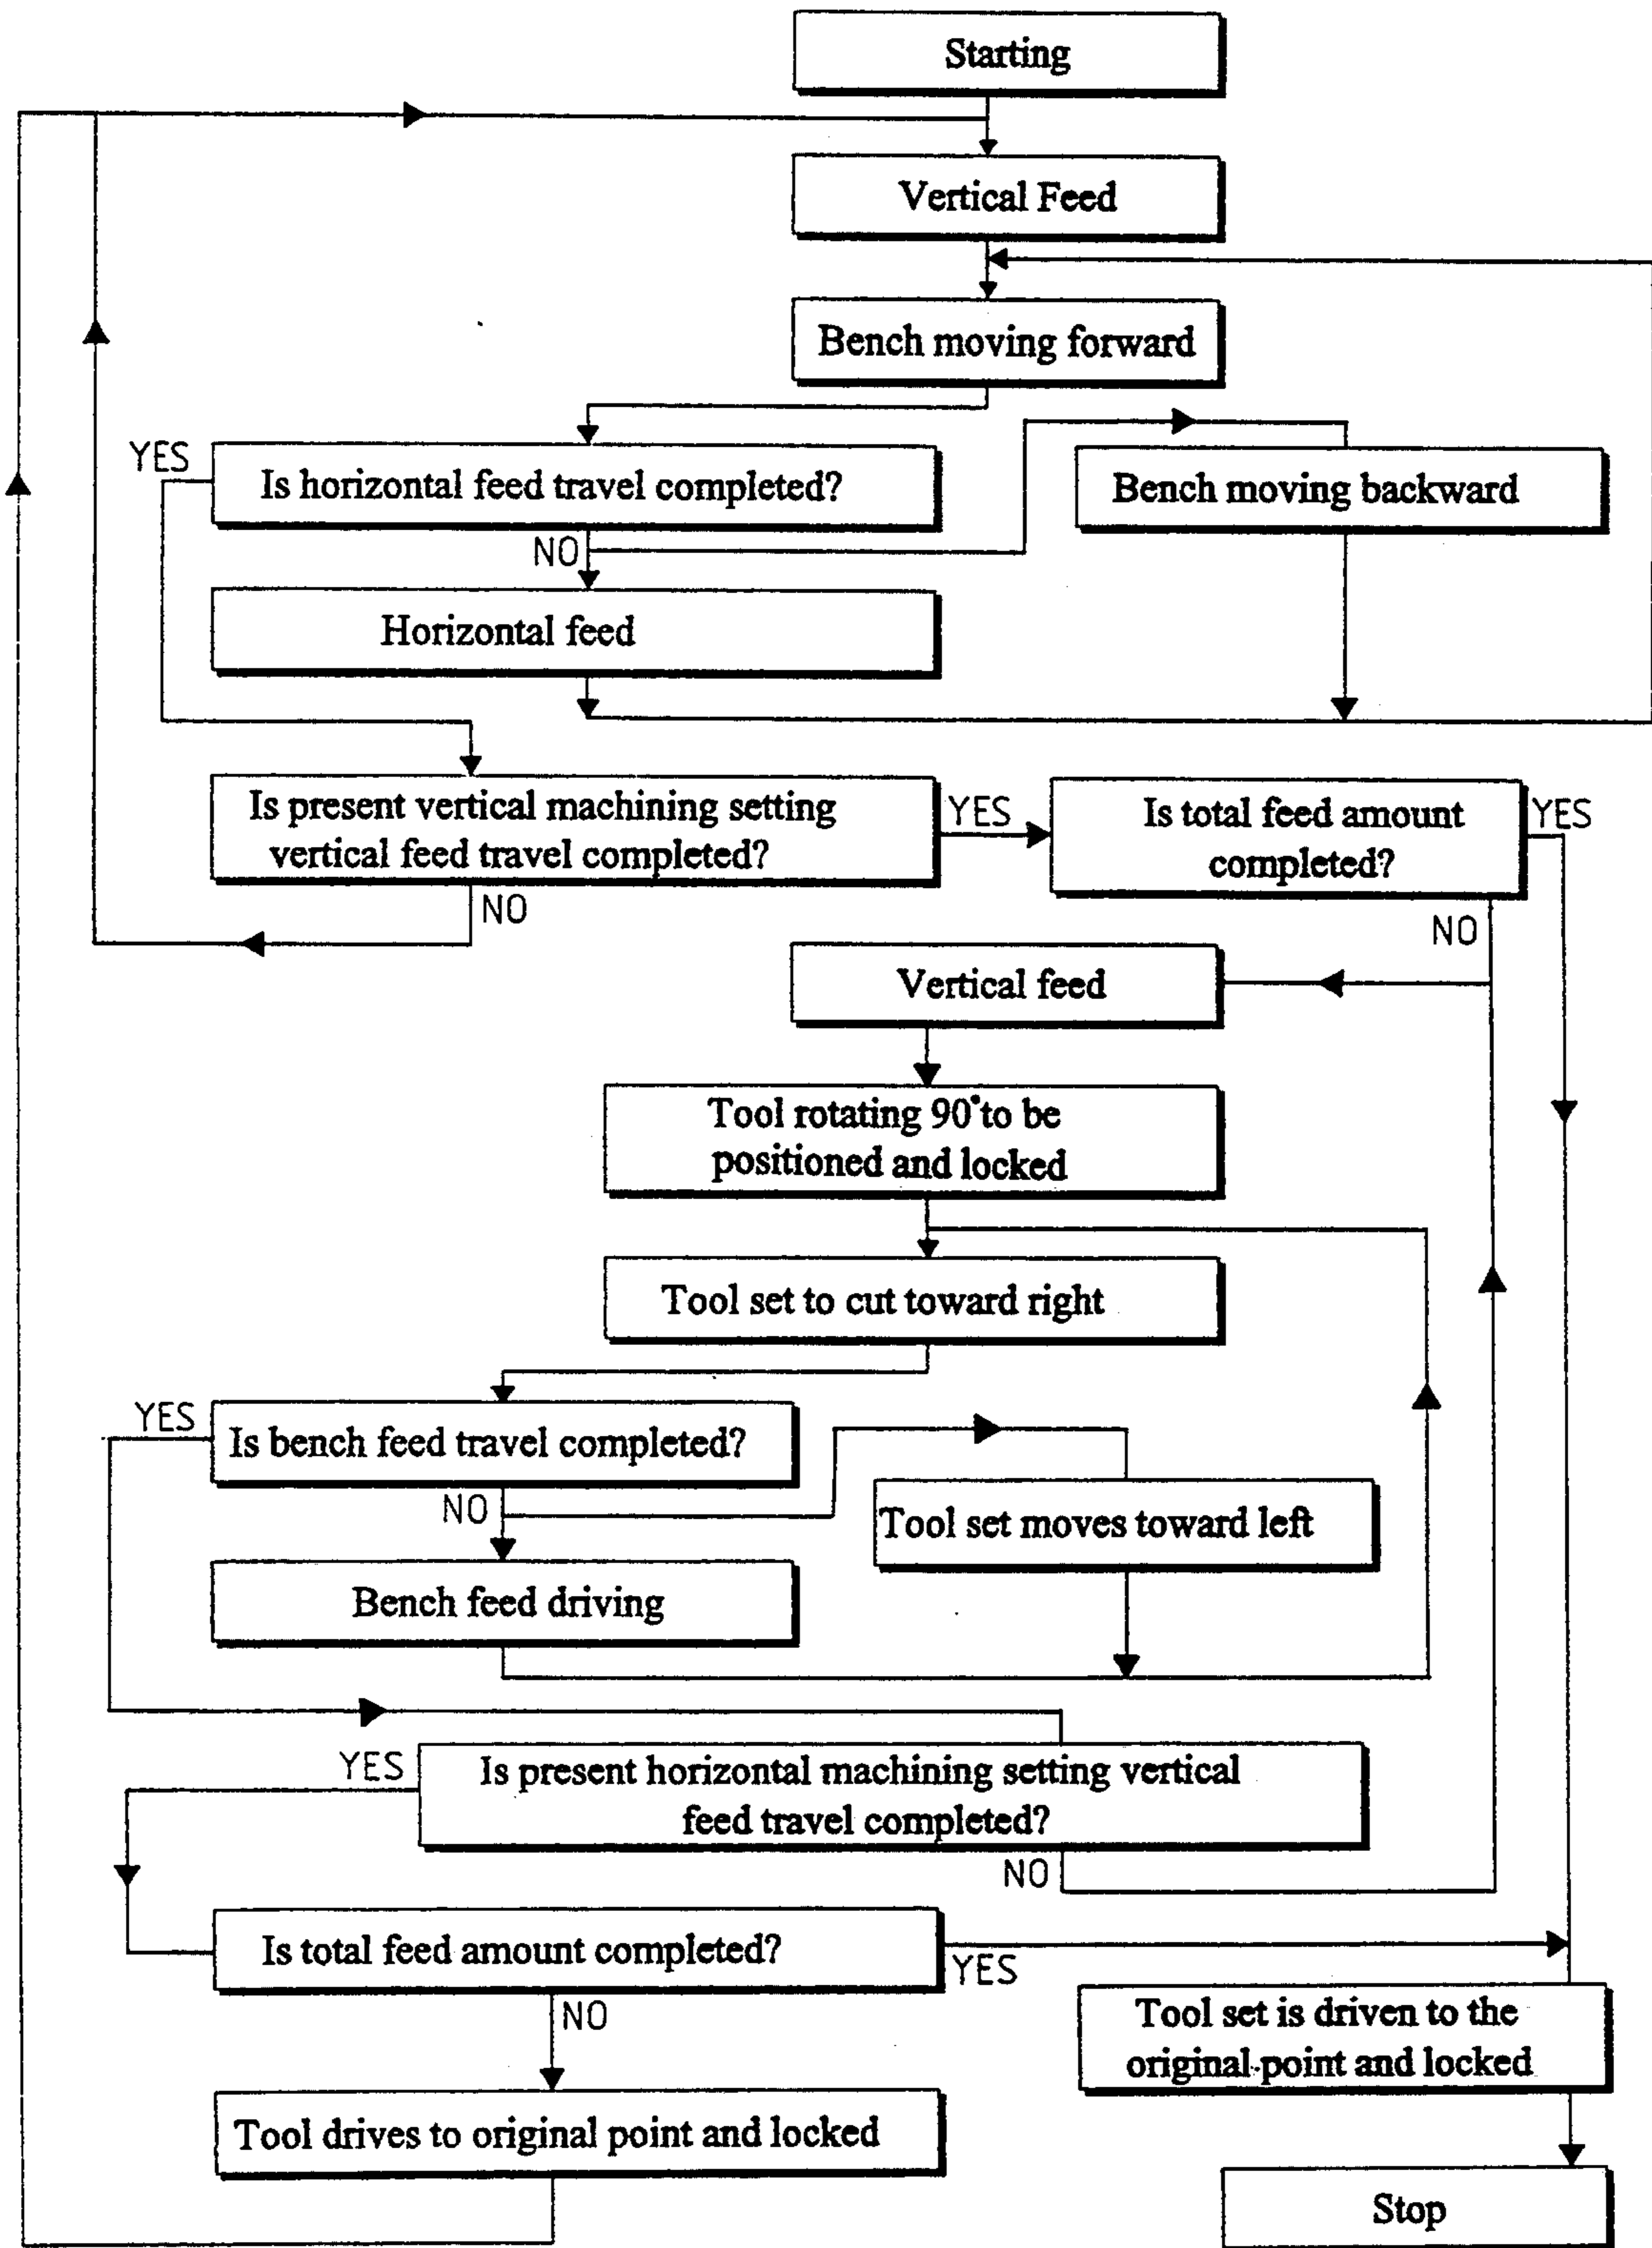 Starting
Vertical Feed
Bench moving forward
YES
Is horizontal feed travel completed?
Bench moving backward
NO
Horizontal feed
Is present vertical machining setting
vertical feed travel completed?
YES
Is total feed amount
completed?
YES
NO
NO
Vertical feed
Tool rotating 90° to be
positioned and locked
Tool set to cut toward right
YES
Is bench feed travel completed?
NO
Tool set moves toward left
Bench feed driving
YES
Is present horizontal machining setting vertical
feed travel completed?
NO
Is total feed amount completed?
YES
NO
Tool set is driven to the
original point and locked
Tool drives to original point and locked
Stop